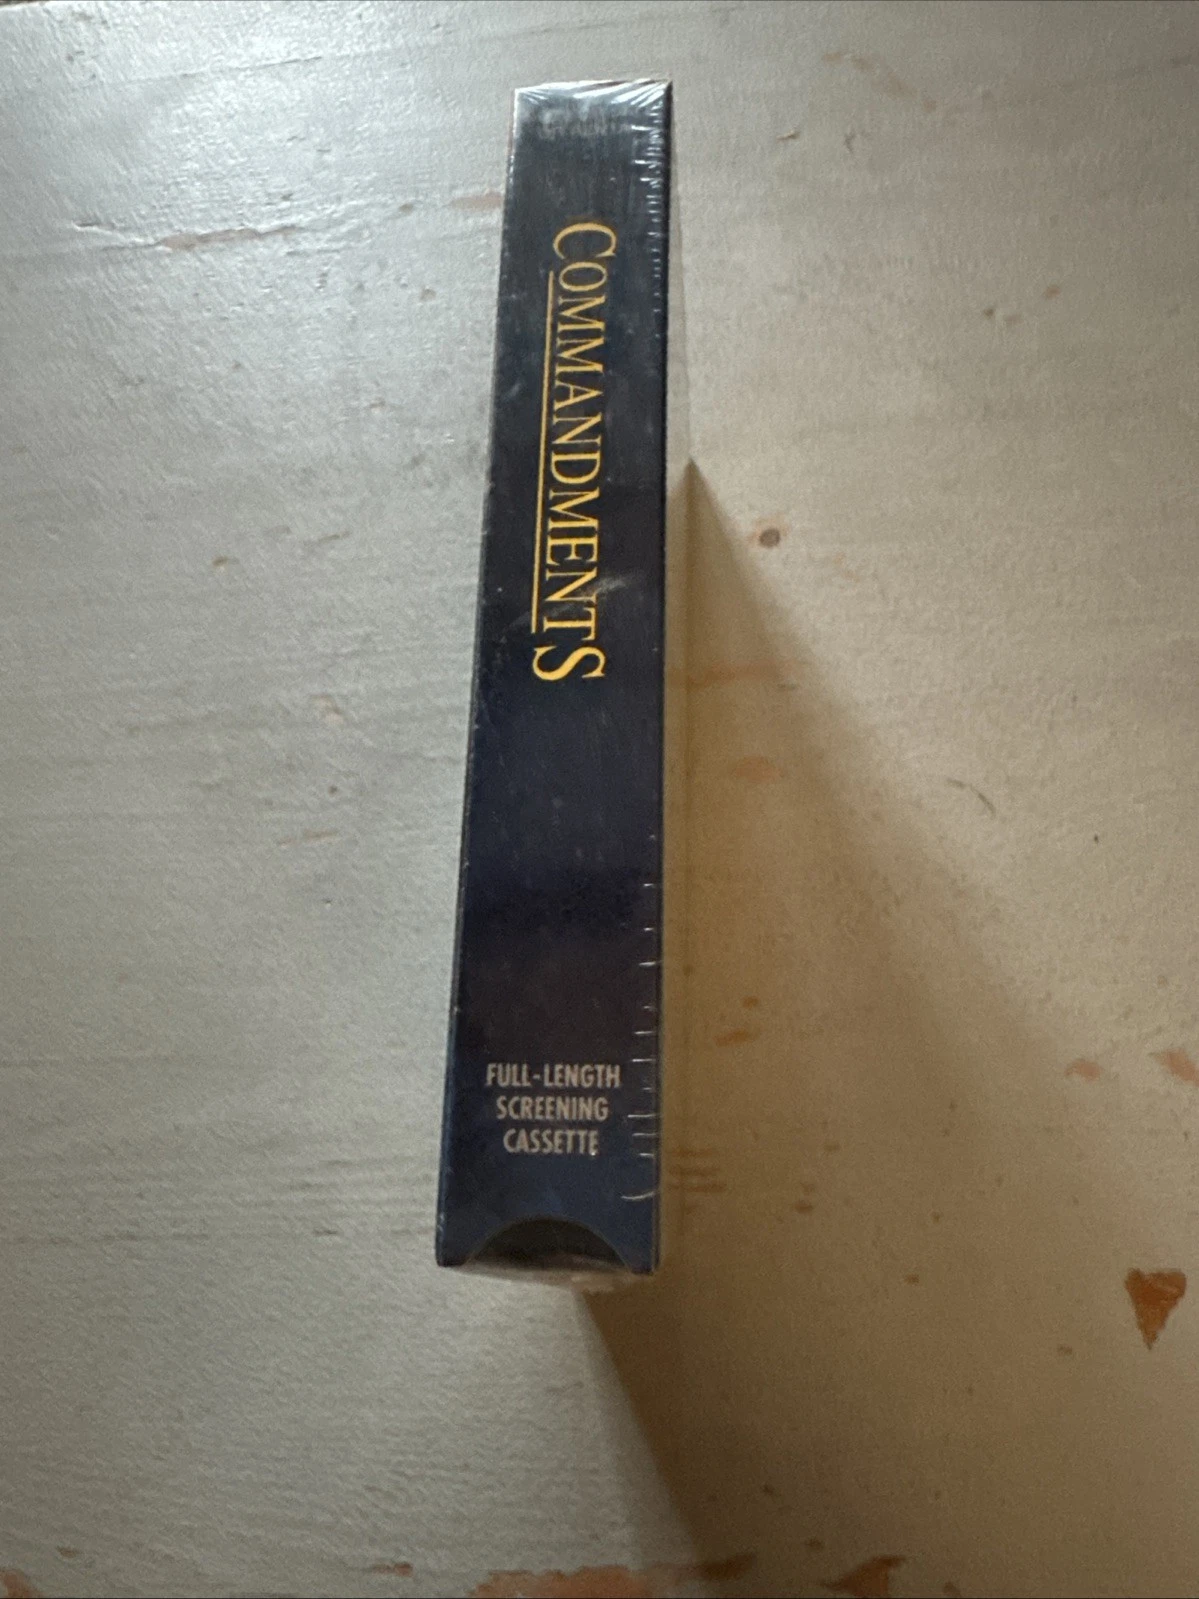 COMMANDMENTS
FULL-LENGTH
SCREENING
CASSETTE